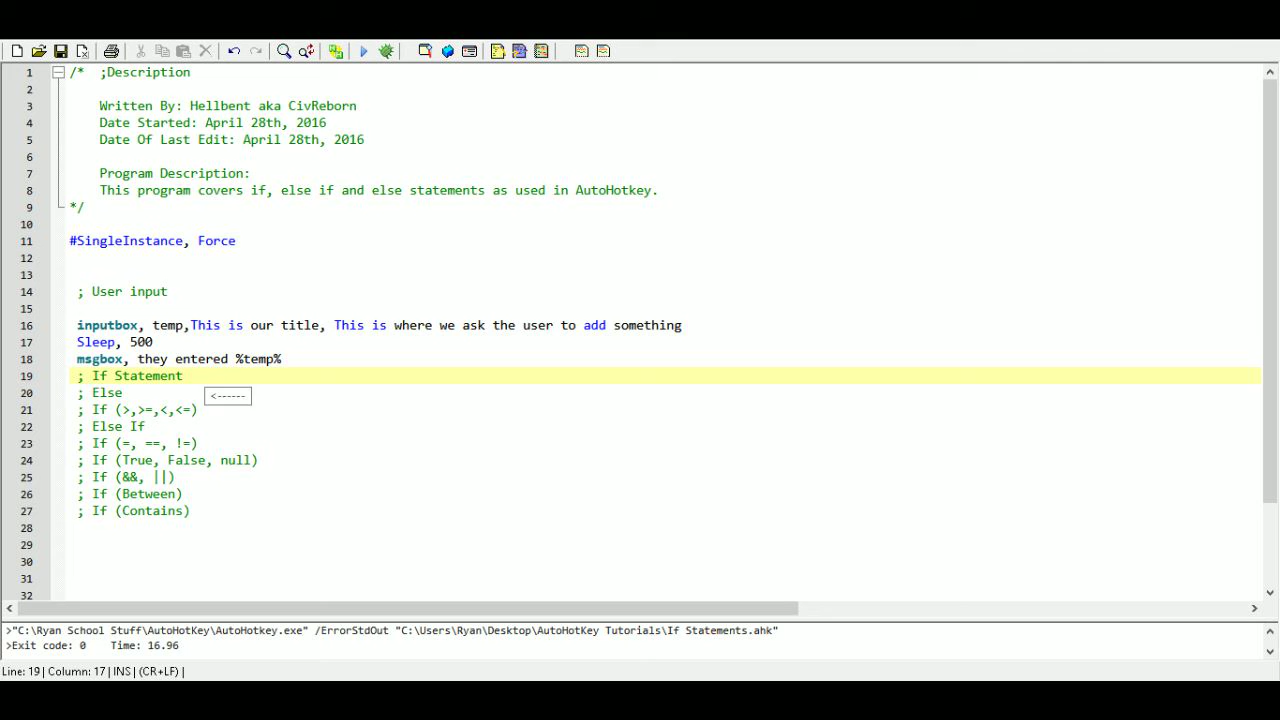 1 /* ;Description
2
3 Written By: Hellbent aka CivReborn
4 Date Started: April 28th, 2016
5 Date Of Last Edit: April 28th, 2016
6
7 Program Description:
8 This program covers if, else if and else statements as used in AutoHotkey.
9 */
10
11 #SingleInstance, Force
12
13
14 ; User input
15
16 inputbox, temp,This is our title, This is where we ask the user to add something
17 Sleep, 500
18 msgbox, they entered %temp%
19 ; If Statement
20 ; Else
<------
21 ; If (>,>=,<,<=)
22 ; Else If
23 ; If (=, ==, !=)
24 ; If (True, False, null)
25 ; If (&&, ||)
26 ; If (Between)
27 ; If (Contains)
28
29
30
31
32
>"C:\Ryan School Stuff\AutoHotKey\AutoHotkey.exe" /ErrorStdOut "C:\Users\Ryan\Desktop\AutoHotKey Tutorials\If Statements.ahk"
>Exit code: 0 Time: 16.96
Line: 19| Column: 17| INS | (CR+LF) |